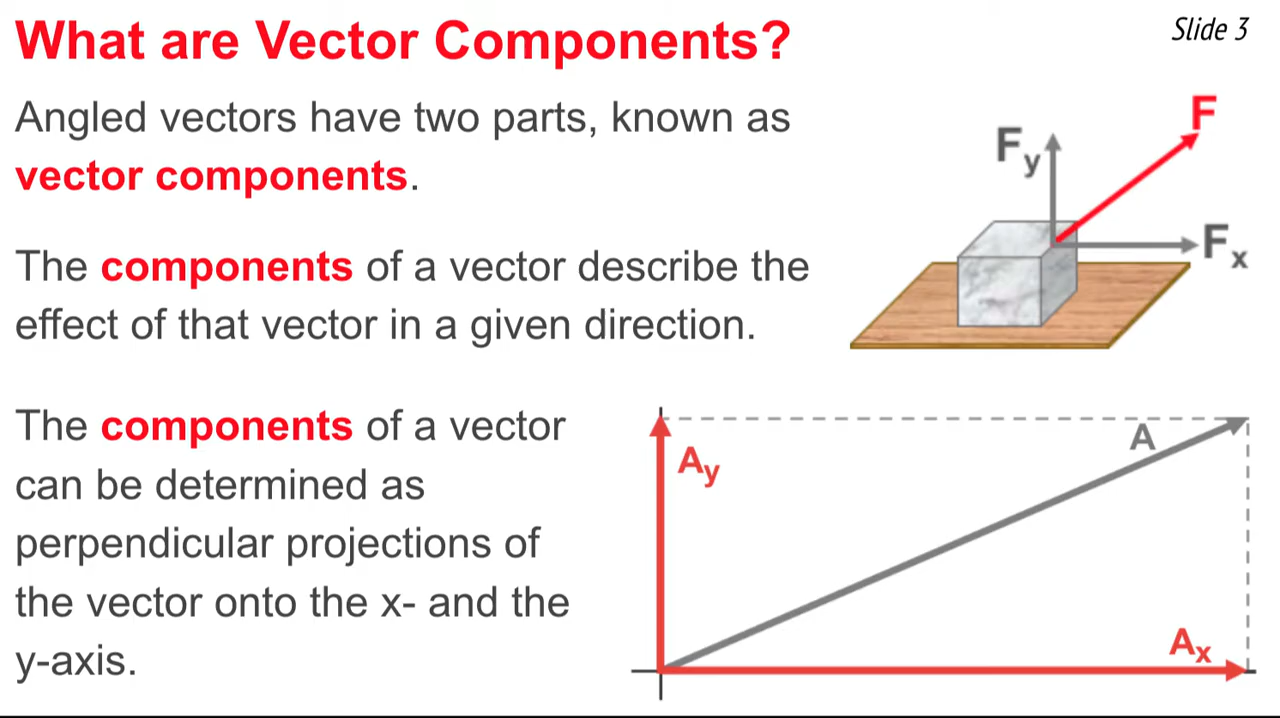 What are Vector Components?
Slide 3
Angled vectors have two parts, known as
vector components.
The components of a vector describe the
effect of that vector in a given direction.
F
Fy
Fx
The components of a vector
can be determined as
perpendicular projections of
the vector onto the x- and the
y-axis.
Ay
A
Ax